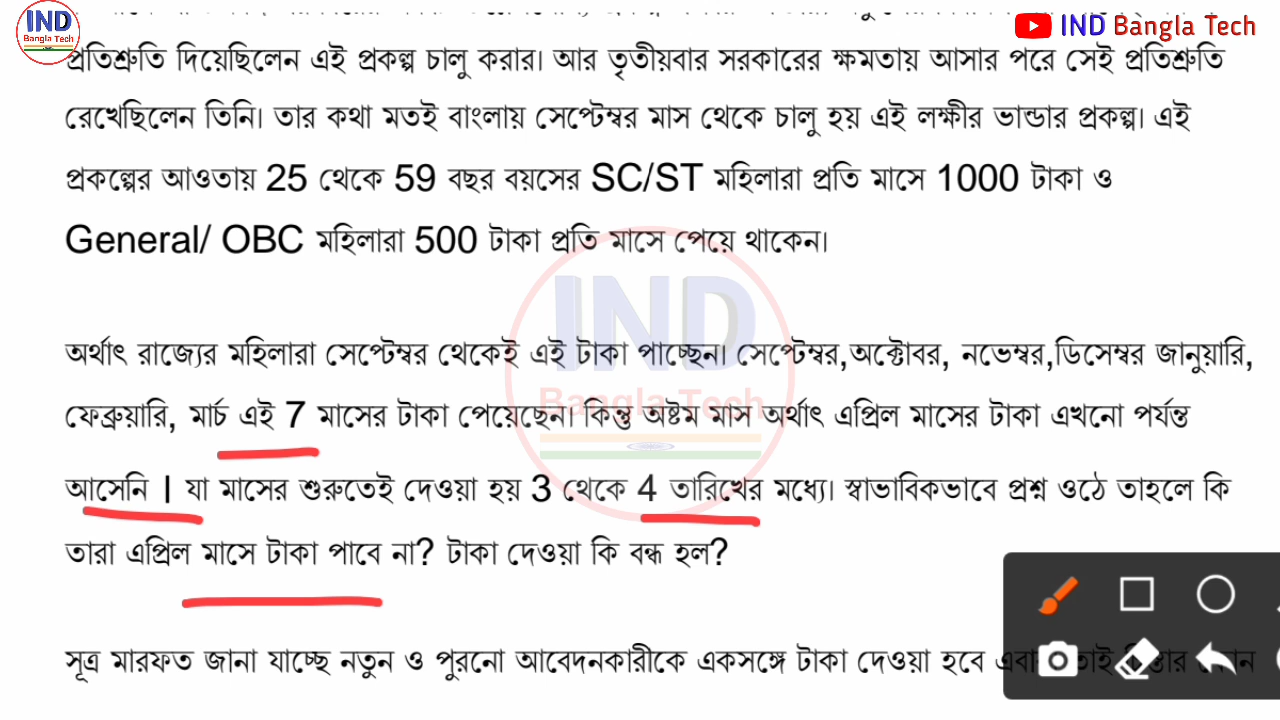 IND
Bangla Tech
IND Bangla Tech
প্রতিশ্রুতি দিয়েছিলেন এই প্রকল্প চালু করার। আর তৃতীয়বার সরকারের ক্ষমতায় আসার পরে সেই প্রতিশ্রুতি
রেখেছিলেন তিনি। তার কথা মতই বাংলায় সেপ্টেম্বর মাস থেকে চালু হয় এই লক্ষীর ভান্ডার প্রকল্প। এই
প্রকল্পের আওতায় 25 থেকে 59 বছর বয়সের SC/ST মহিলারা প্রতি মাসে 1000 টাকা ও
General/ OBC মহিলারা 500 টাকা প্রতি মাসে পেয়ে থাকেন।
IND
Bangla Tech
অর্থাৎ রাজ্যের মহিলারা সেপ্টেম্বর থেকেই এই টাকা পাচ্ছেন। সেপ্টেম্বর,অক্টোবর, নভেম্বর,ডিসেম্বর জানুয়ারি,
ফেব্রুয়ারি, মার্চ এই 7 মাসের টাকা পেয়েছেন। কিন্তু অষ্টম মাস অর্থাৎ এপ্রিল মাসের টাকা এখনো পর্যন্ত
আসেনি | যা মাসের শুরুতেই দেওয়া হয় 3 থেকে 4 তারিখের মধ্যে। স্বাভাবিকভাবে প্রশ্ন ওঠে তাহলে কি
তারা এপ্রিল মাসে টাকা পাবে না? টাকা দেওয়া কি বন্ধ হল?
সূত্র মারফত জানা যাচ্ছে নতুন ও পুরনো আবেদনকারীকে একসঙ্গে টাকা দেওয়া হবে